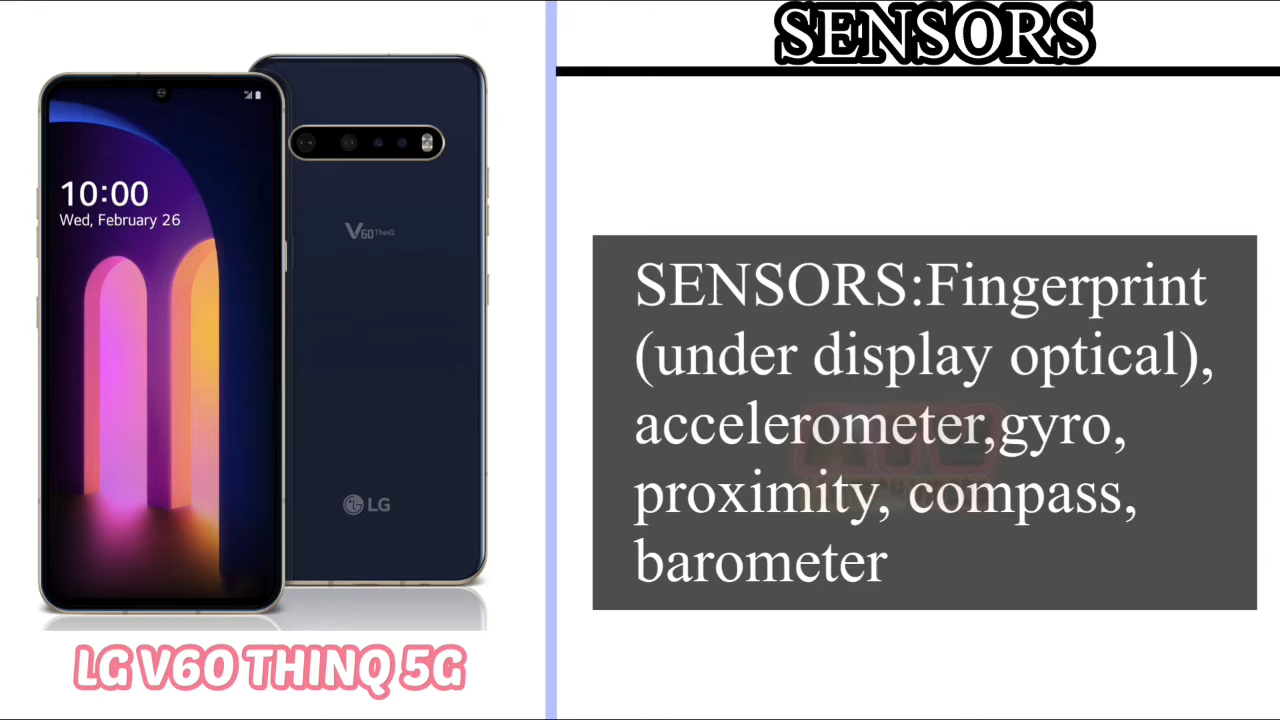 SENSORS
10:00
Wed, February 26
V60 ThinQ
LG
LG V60 THINQ 5G
SENSORS:Fingerprint
(under display optical),
accelerometer,gyro,
proximity, compass,
barometer